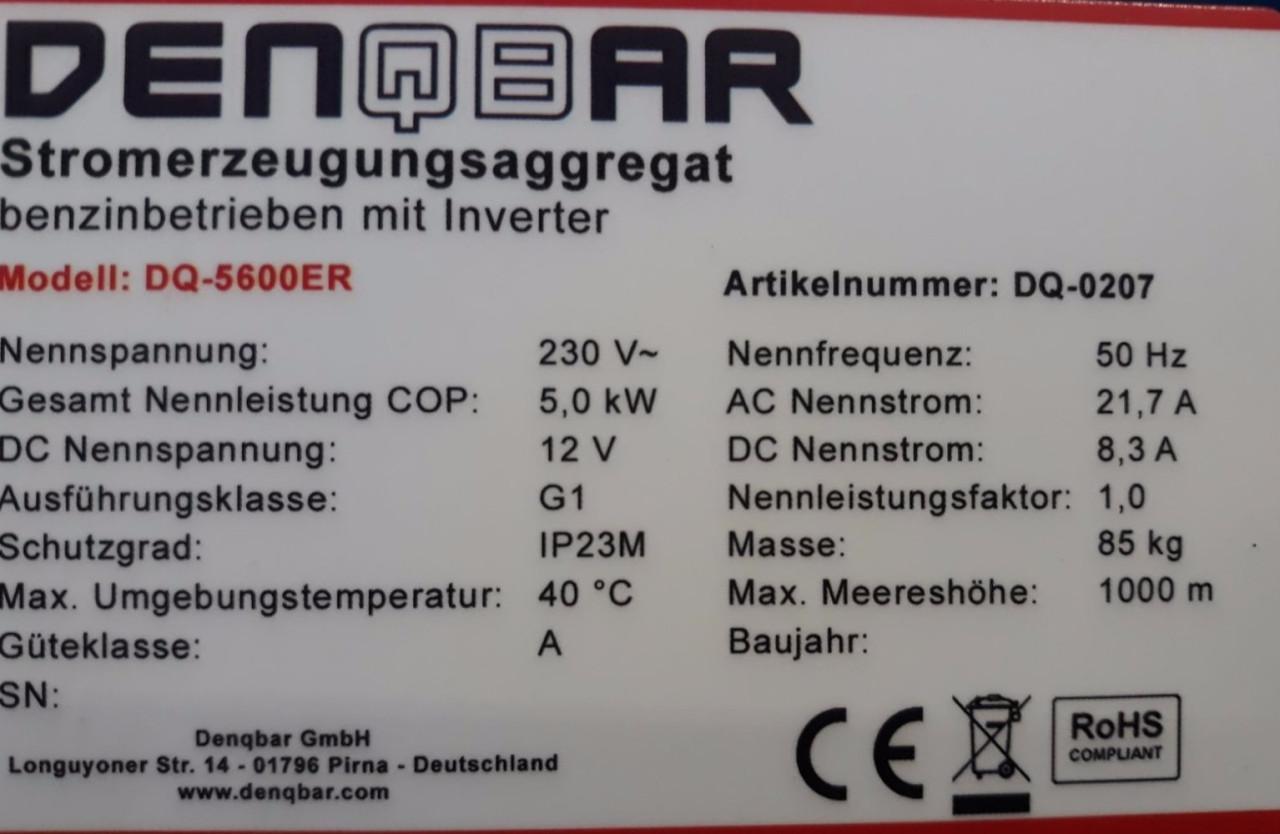 DENQBAR
Stromerzeugungsaggregat
benzinbetrieben mit Inverter
Modell: DQ-5600ER Artikelnummer: DQ-0207
Nennspannung: 230 V~ Nennfrequenz: 50 Hz
Gesamt Nennleistung COP: 5,0 kW AC Nennstrom: 21,7 A
DC Nennspannung: 12 V DC Nennstrom: 8,3 A
Ausführungsklasse: G1 Nennleistungsfaktor: 1,0
Schutzgrad: IP23M Masse: 85 kg
Max. Umgebungstemperatur: 40 °C Max. Meereshöhe: 1000 m
Güteklasse: A Baujahr:
SN:
Denqbar GmbH
Longuyoner Str. 14 - 01796 Pirna - Deutschland
www.denqbar.com
CE
RoHS
COMPLIANT